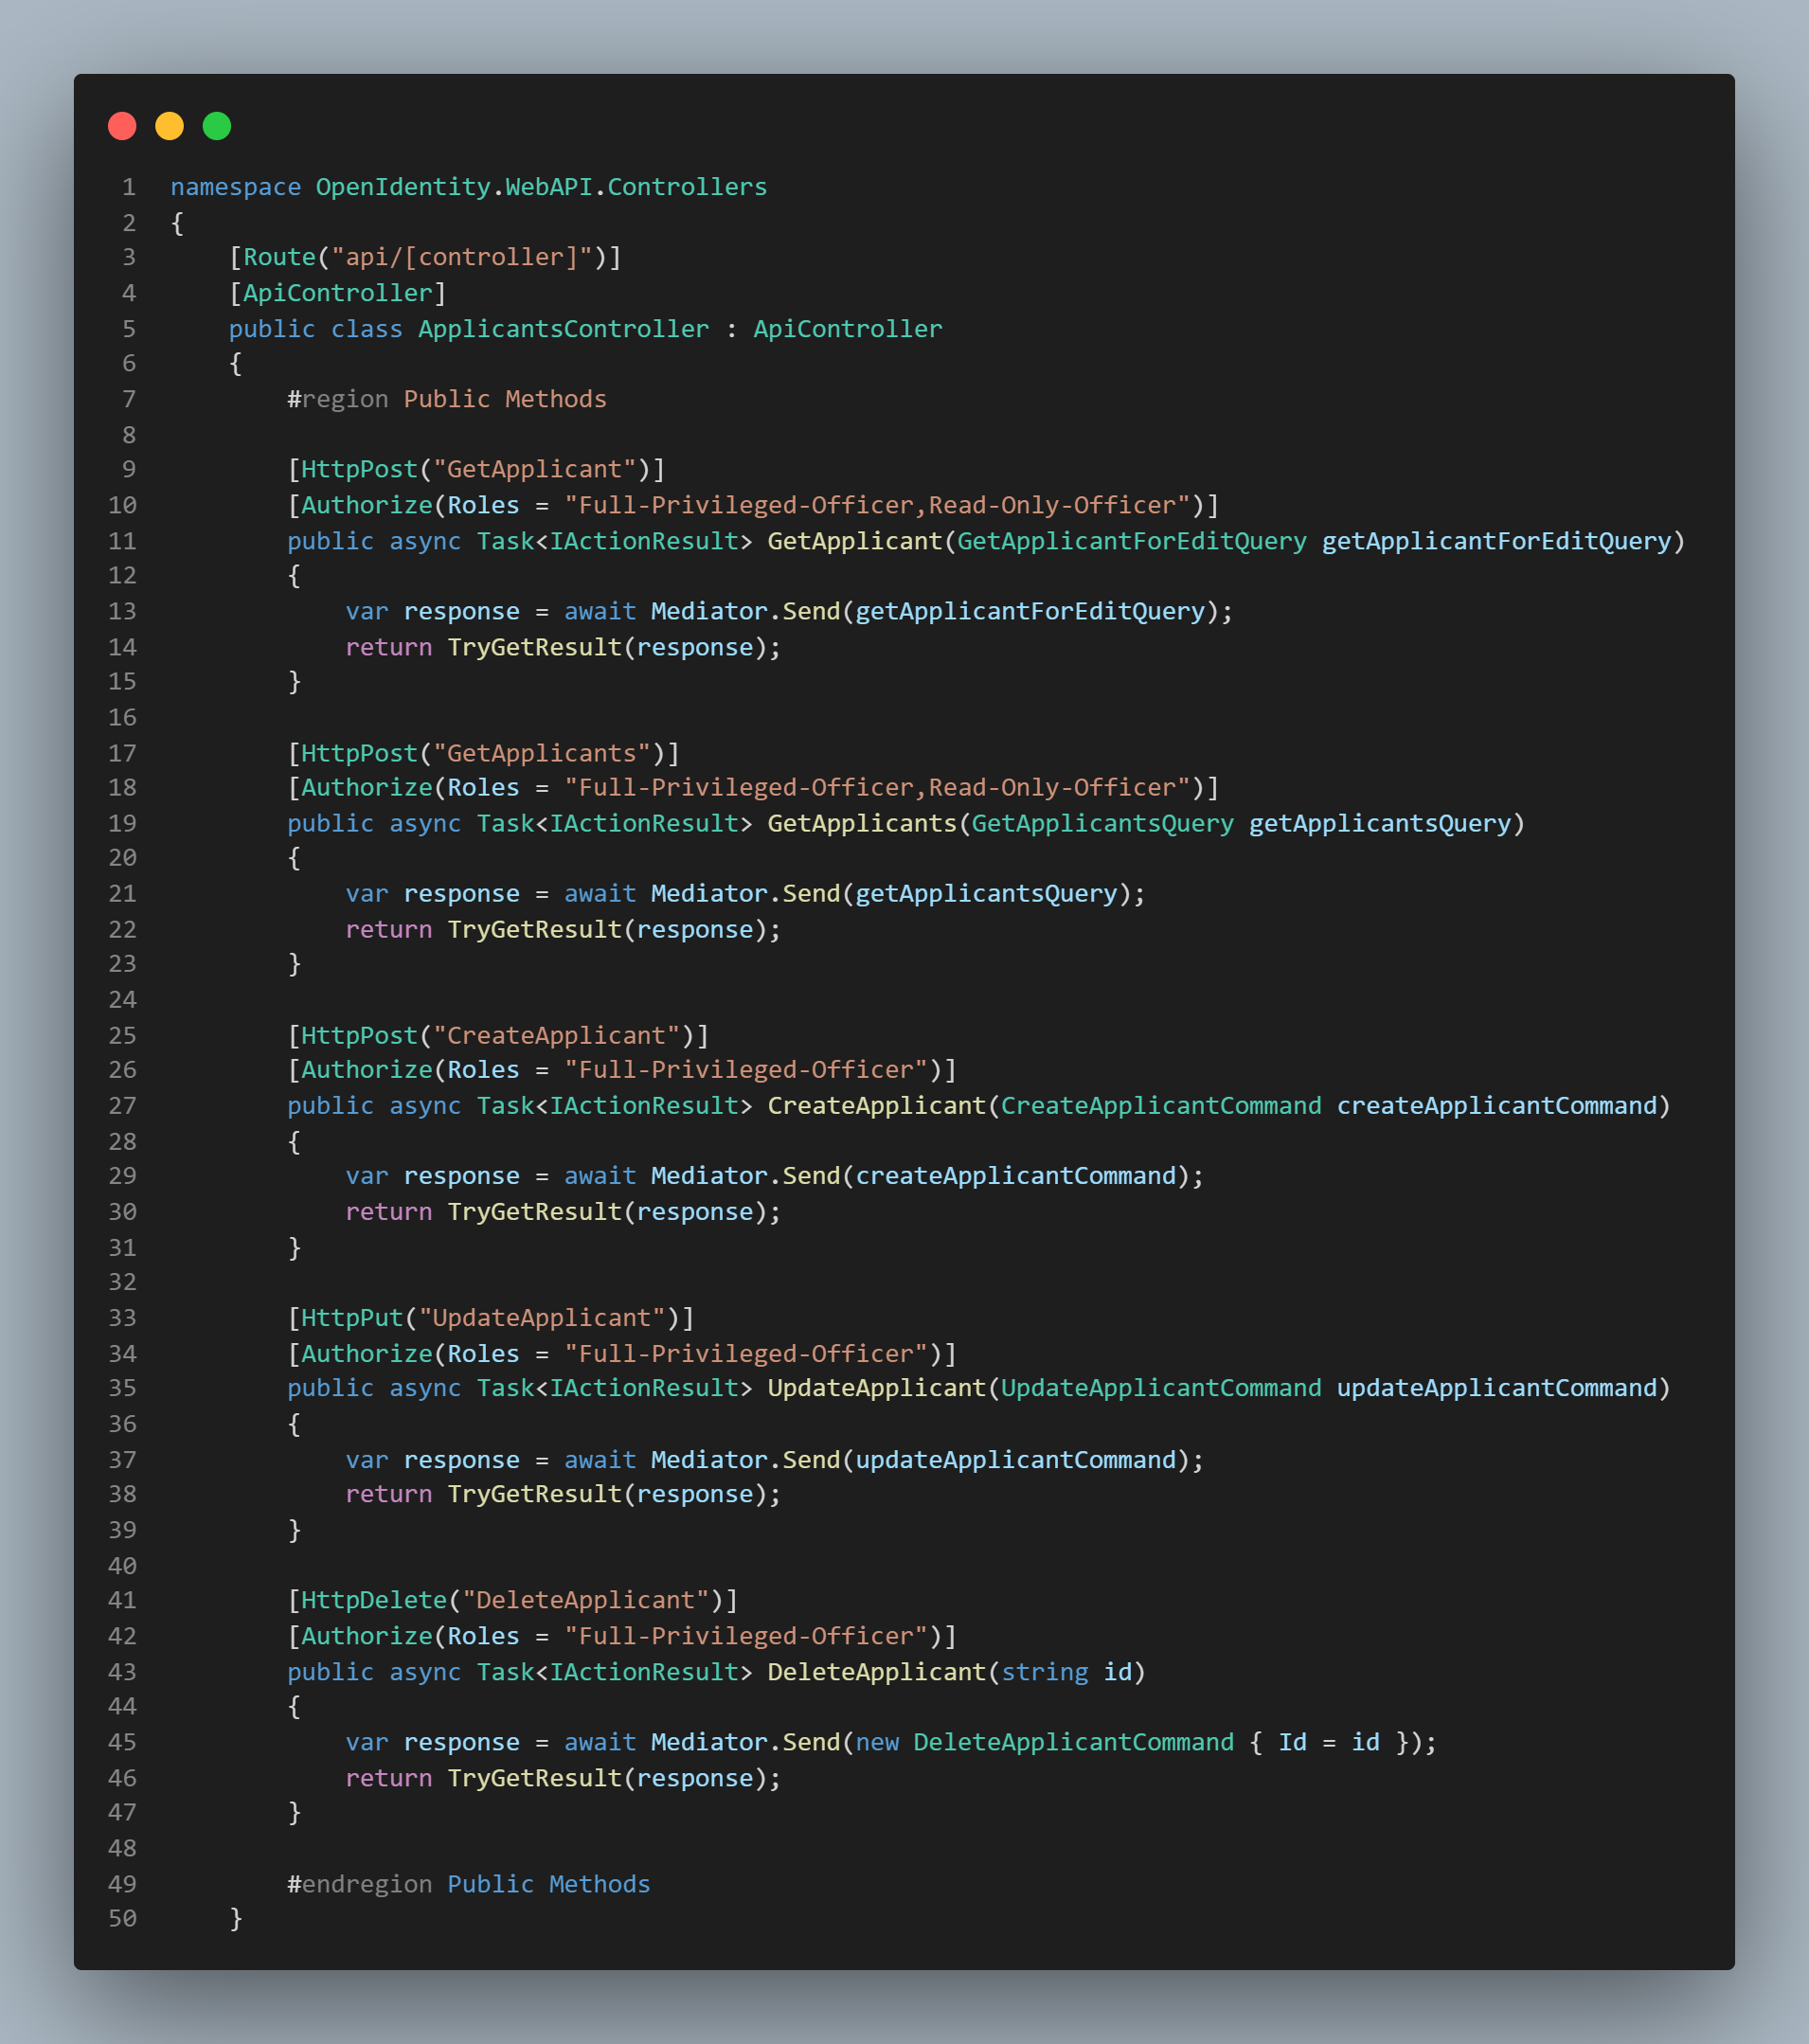 1 namespace OpenIdentity.WebAPI.Controllers
2 {
3     [Route("api/[controller]")]
4     [ApiController]
5     public class ApplicantsController : ApiController
6     {
7         #region Public Methods
8
9         [HttpPost("GetApplicant")]
10         [Authorize(Roles = "Full-Privileged-Officer,Read-Only-Officer")]
11         public async Task<IActionResult> GetApplicant(GetApplicantForEditQuery getApplicantForEditQuery)
12         {
13             var response = await Mediator.Send(getApplicantForEditQuery);
14             return TryGetResult(response);
15         }
16
17         [HttpPost("GetApplicants")]
18         [Authorize(Roles = "Full-Privileged-Officer,Read-Only-Officer")]
19         public async Task<IActionResult> GetApplicants(GetApplicantsQuery getApplicantsQuery)
20         {
21             var response = await Mediator.Send(getApplicantsQuery);
22             return TryGetResult(response);
23         }
24
25         [HttpPost("CreateApplicant")]
26         [Authorize(Roles = "Full-Privileged-Officer")]
27         public async Task<IActionResult> CreateApplicant(CreateApplicantCommand createApplicantCommand)
28         {
29             var response = await Mediator.Send(createApplicantCommand);
30             return TryGetResult(response);
31         }
32
33         [HttpPut("UpdateApplicant")]
34         [Authorize(Roles = "Full-Privileged-Officer")]
35         public async Task<IActionResult> UpdateApplicant(UpdateApplicantCommand updateApplicantCommand)
36         {
37             var response = await Mediator.Send(updateApplicantCommand);
38             return TryGetResult(response);
39         }
40
41         [HttpDelete("DeleteApplicant")]
42         [Authorize(Roles = "Full-Privileged-Officer")]
43         public async Task<IActionResult> DeleteApplicant(string id)
44         {
45             var response = await Mediator.Send(new DeleteApplicantCommand { Id = id });
46             return TryGetResult(response);
47         }
48
49         #endregion Public Methods
50     }